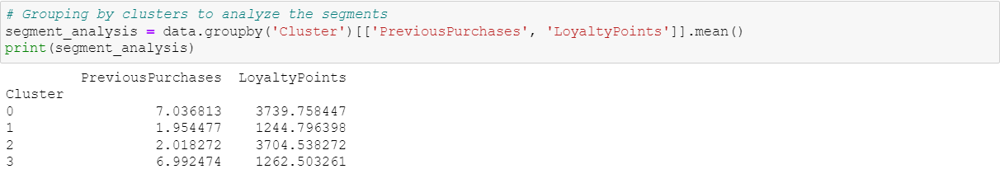 # Grouping by clusters to analyze the segments
segment_analysis = data.groupby('Cluster')[['PreviousPurchases', 'LoyaltyPoints']].mean()
print(segment_analysis)
PreviousPurchases LoyaltyPoints
Cluster
0 7.036813 3739.758447
1 1.954477 1244.796398
2 2.018272 3704.538272
3 6.992474 1262.503261